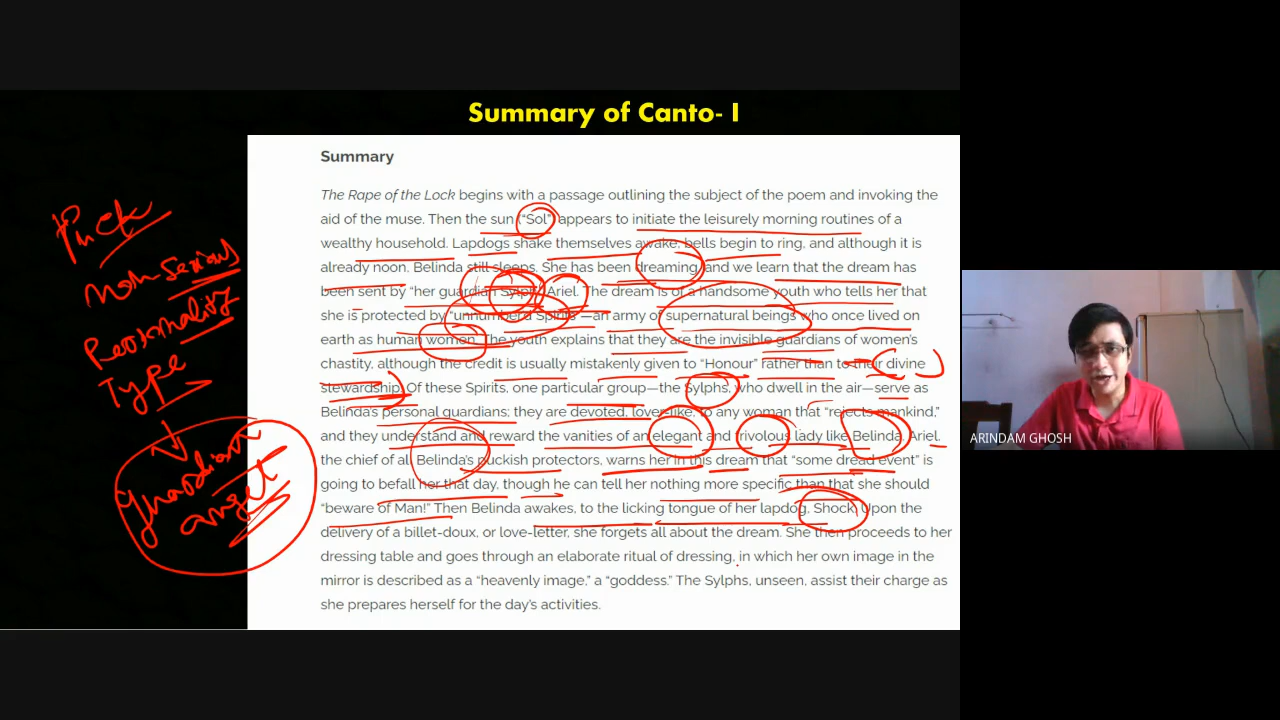 Summary of Canto- I
Summary
The Rape of the Lock begins with a passage outlining the subject of the poem and invoking the
aid of the muse. Then the sun (“Sol”) appears to initiate the leisurely morning routines of a
wealthy household. Lapdogs shake themselves awake, bells begin to ring, and although it is
already noon, Belinda still sleeps. She has been dreaming, and we learn that the dream has
been sent by “her guardian Sylph,” Ariel. The dream is of a handsome youth who tells her that
she is protected by “unnumber’d Spirits”—an army of supernatural beings who once lived on
earth as human women. The youth explains that they are the invisible guardians of women’s
chastity, although the credit is usually mistakenly given to “Honour” rather than to their divine
stewardship. Of these Spirits, one particular group—the Sylphs, who dwell in the air—serve as
Belinda’s personal guardians; they are devoted, lover-like, to any woman that “rejects mankind,”
and they understand and reward the vanities of an elegant and frivolous lady like Belinda. Ariel,
the chief of all Belinda’s puckish protectors, warns her in this dream that “some dread event” is
going to befall her that day, though he can tell her nothing more specific than that she should
“beware of Man!” Then Belinda awakes, to the licking tongue of her lapdog, Shock. Upon the
delivery of a billet-doux, or love-letter, she forgets all about the dream. She then proceeds to her
dressing table and goes through an elaborate ritual of dressing, in which her own image in the
mirror is described as a “heavenly image,” a “goddess.” The Sylphs, unseen, assist their charge as
she prepares herself for the day’s activities.
Puck
Non-Serious
Personality
Type
guardian
angel
ARINDAM GHOSH